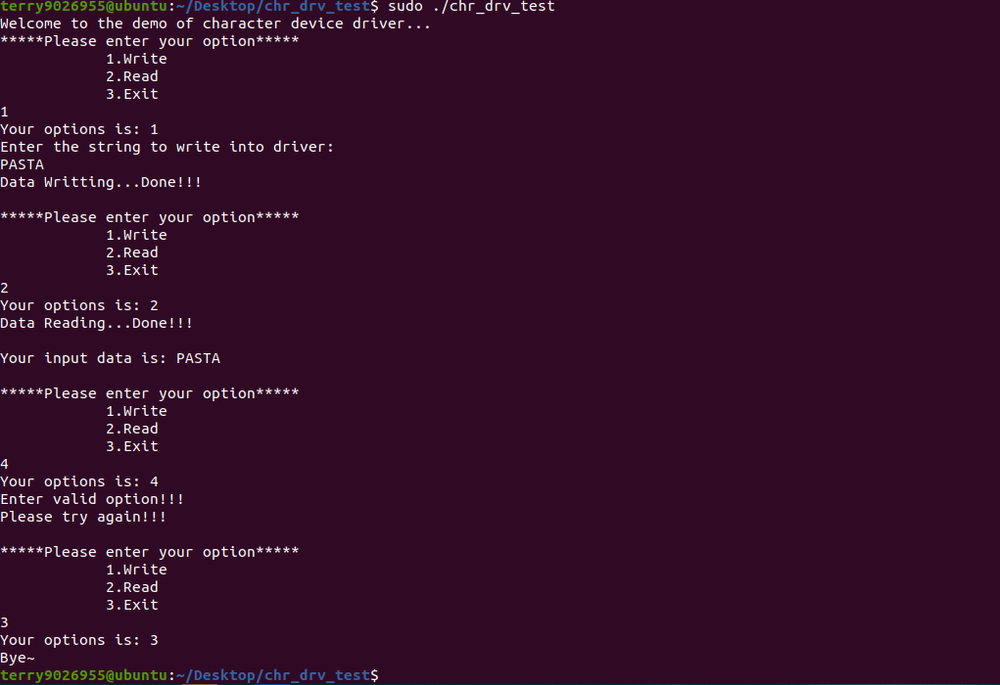 terry9026955@ubuntu:~/Desktop/chr_drv_test$ sudo ./chr_drv_test
Welcome to the demo of character device driver...
*****Please enter your option*****
            1.Write
            2.Read
            3.Exit
1
Your options is: 1
Enter the string to write into driver:
PASTA
Data Writting...Done!!!

*****Please enter your option*****
            1.Write
            2.Read
            3.Exit
2
Your options is: 2
Data Reading...Done!!!

Your input data is: PASTA

*****Please enter your option*****
            1.Write
            2.Read
            3.Exit
4
Your options is: 4
Enter valid option!!!
Please try again!!!

*****Please enter your option*****
            1.Write
            2.Read
            3.Exit
3
Your options is: 3
Bye~
terry9026955@ubuntu:~/Desktop/chr_drv_test$